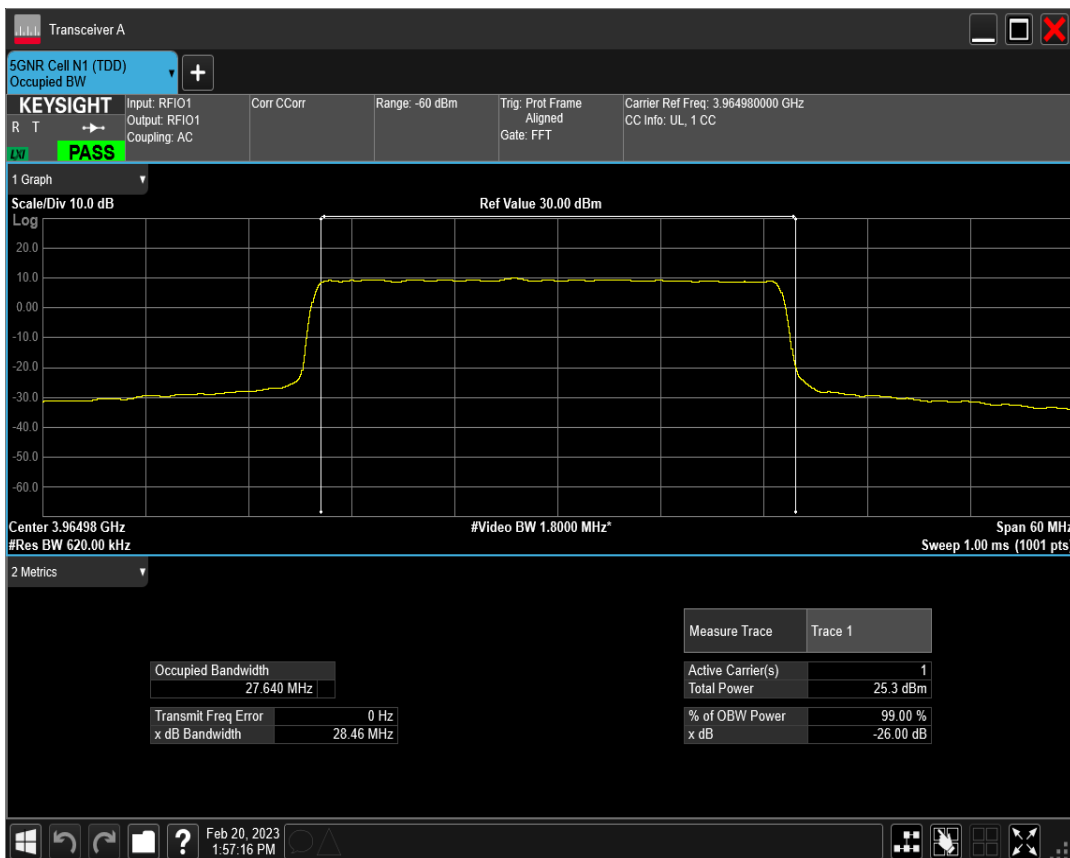 Transceiver A
5GNR Cell N1 (TDD)
Occupied BW
+
KEYSIGHT
R T
LXI
PASS
Input: RFIO1
Output: RFIO1
Coupling: AC
Corr CCorr
Range: -60 dBm
Trig: Prot Frame
Aligned
Gate: FFT
Carrier Ref Freq: 3.964980000 GHz
CC Info: UL, 1 CC
1 Graph
Scale/Div 10.0 dB
Ref Value 30.00 dBm
Log
20.0
10.0
0.00
-10.0
-20.0
-30.0
-40.0
-50.0
-60.0
Center 3.96498 GHz
#Video BW 1.8000 MHz*
Span 60 MHz
#Res BW 620.00 kHz
Sweep 1.00 ms (1001 pts)
2 Metrics
Measure Trace Trace 1
Occupied Bandwidth
27.640 MHz
Active Carrier(s) 1
Total Power 25.3 dBm
Transmit Freq Error 0 Hz
x dB Bandwidth 28.46 MHz
% of OBW Power 99.00 %
x dB -26.00 dB
?
Feb 20, 2023
1:57:16 PM